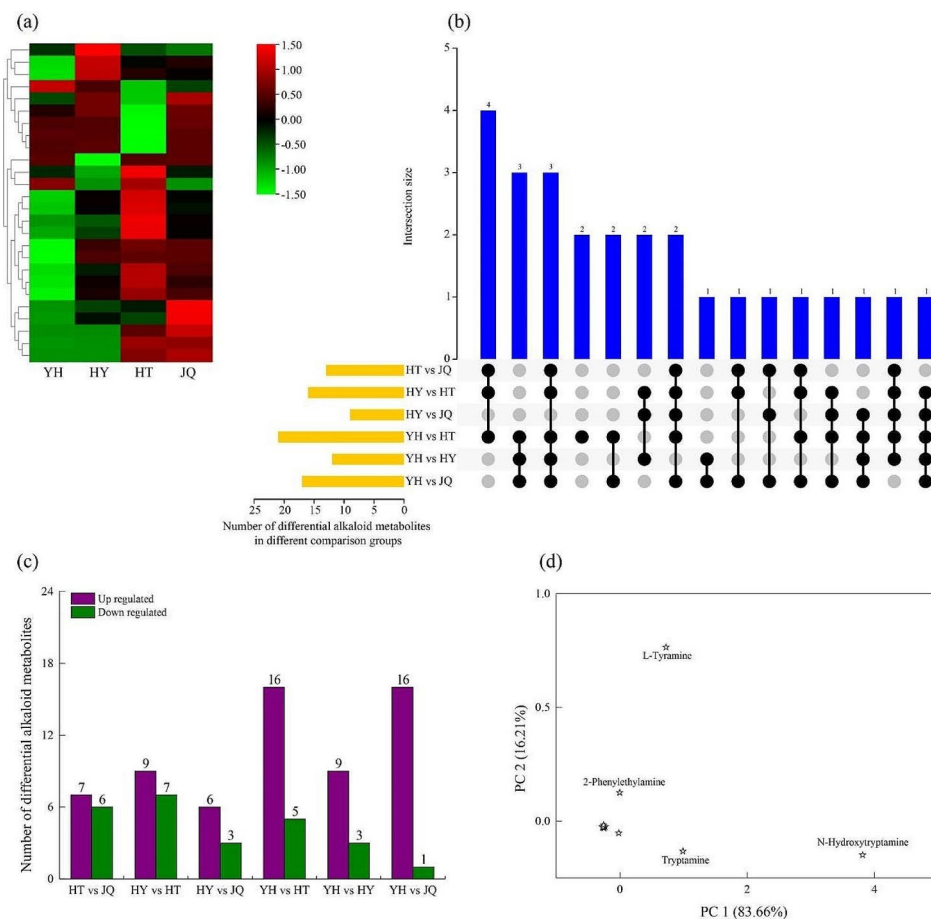 (a)
1.50
1.00
0.50
0.00
-0.50
-1.00
-1.50
YH HY HT JQ
(b)
Intersection size
5
4
3
2
1
0
4 3 3 2 2 2 2 1 1 1 1 1 1 1 1
HT vs JQ
HY vs HT
HY vs JQ
YH vs HT
YH vs HY
YH vs JQ
25 20 15 10 5 0
Number of differential alkaloid metabolites
in different comparison groups
(c)
Number of differential alkaloid metabolites
24
18
12
6
0
Up regulated
Down regulated
7 6 9 7 6 3 16 5 9 3 16 1
HT vs JQ HY vs HT HY vs JQ YH vs HT YH vs HY YH vs JQ
(d)
PC 2 (16.21%)
1.0
0.5
0.0
L-Tyramine
2-Phenylethylamine
Tryptamine
N-Hydroxytryptamine
0 2 4
PC 1 (83.66%)